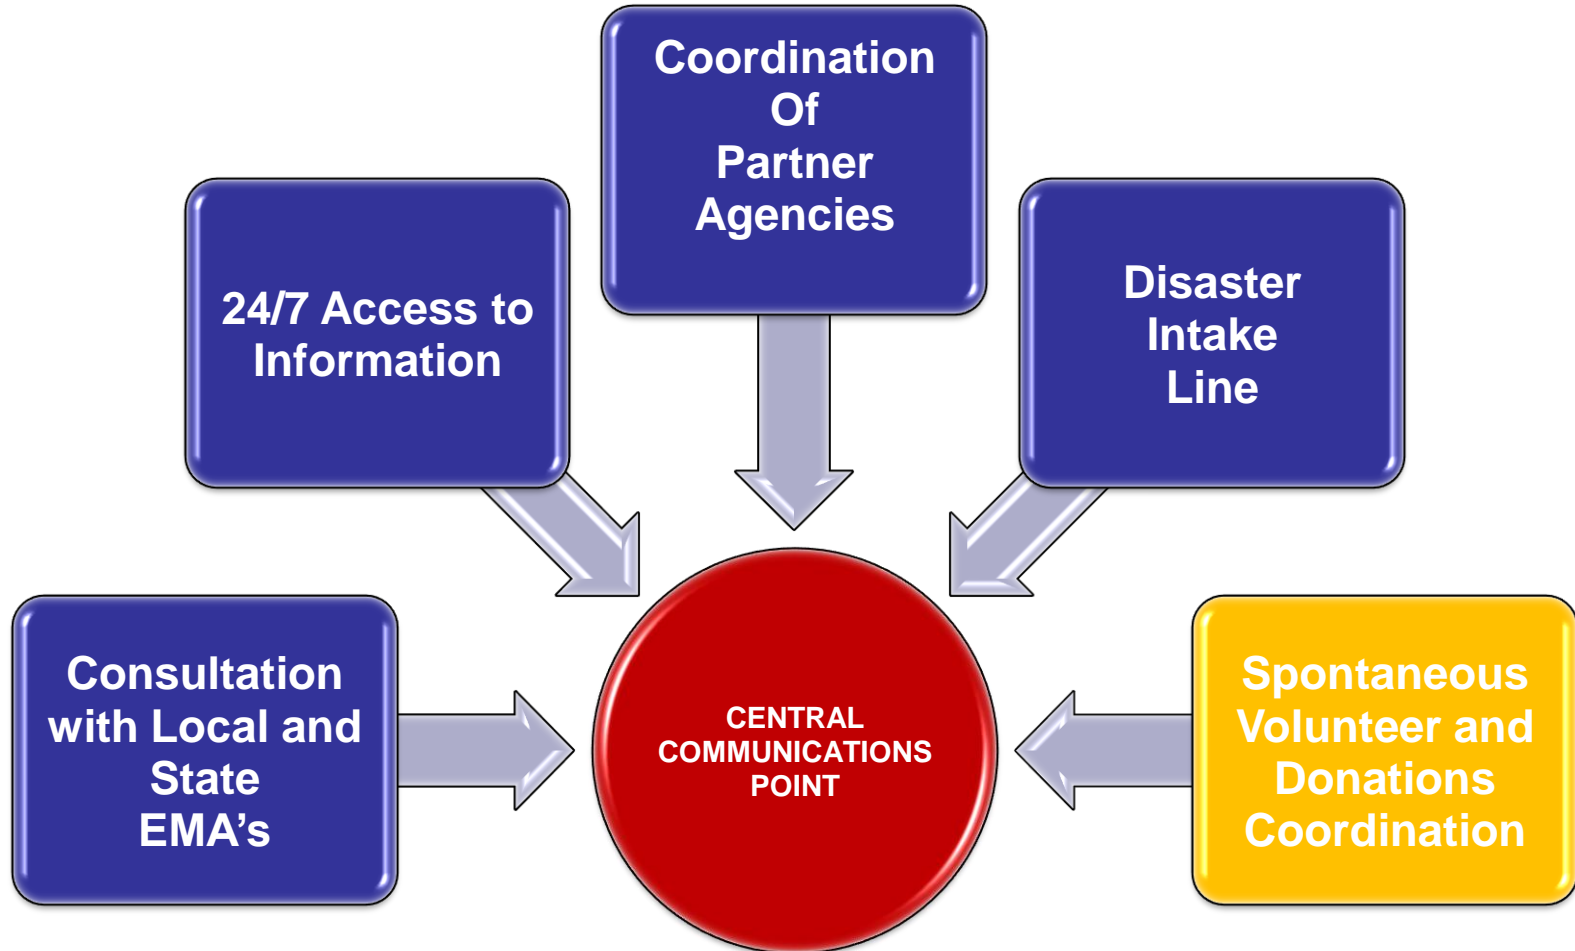 Coordination
Of
Partner
Agencies
24/7 Access to
Information
Disaster
Intake
Line
Consultation
with Local and
State
EMA’s
CENTRAL
COMMUNICATIONS
POINT
Spontaneous
Volunteer and
Donations
Coordination